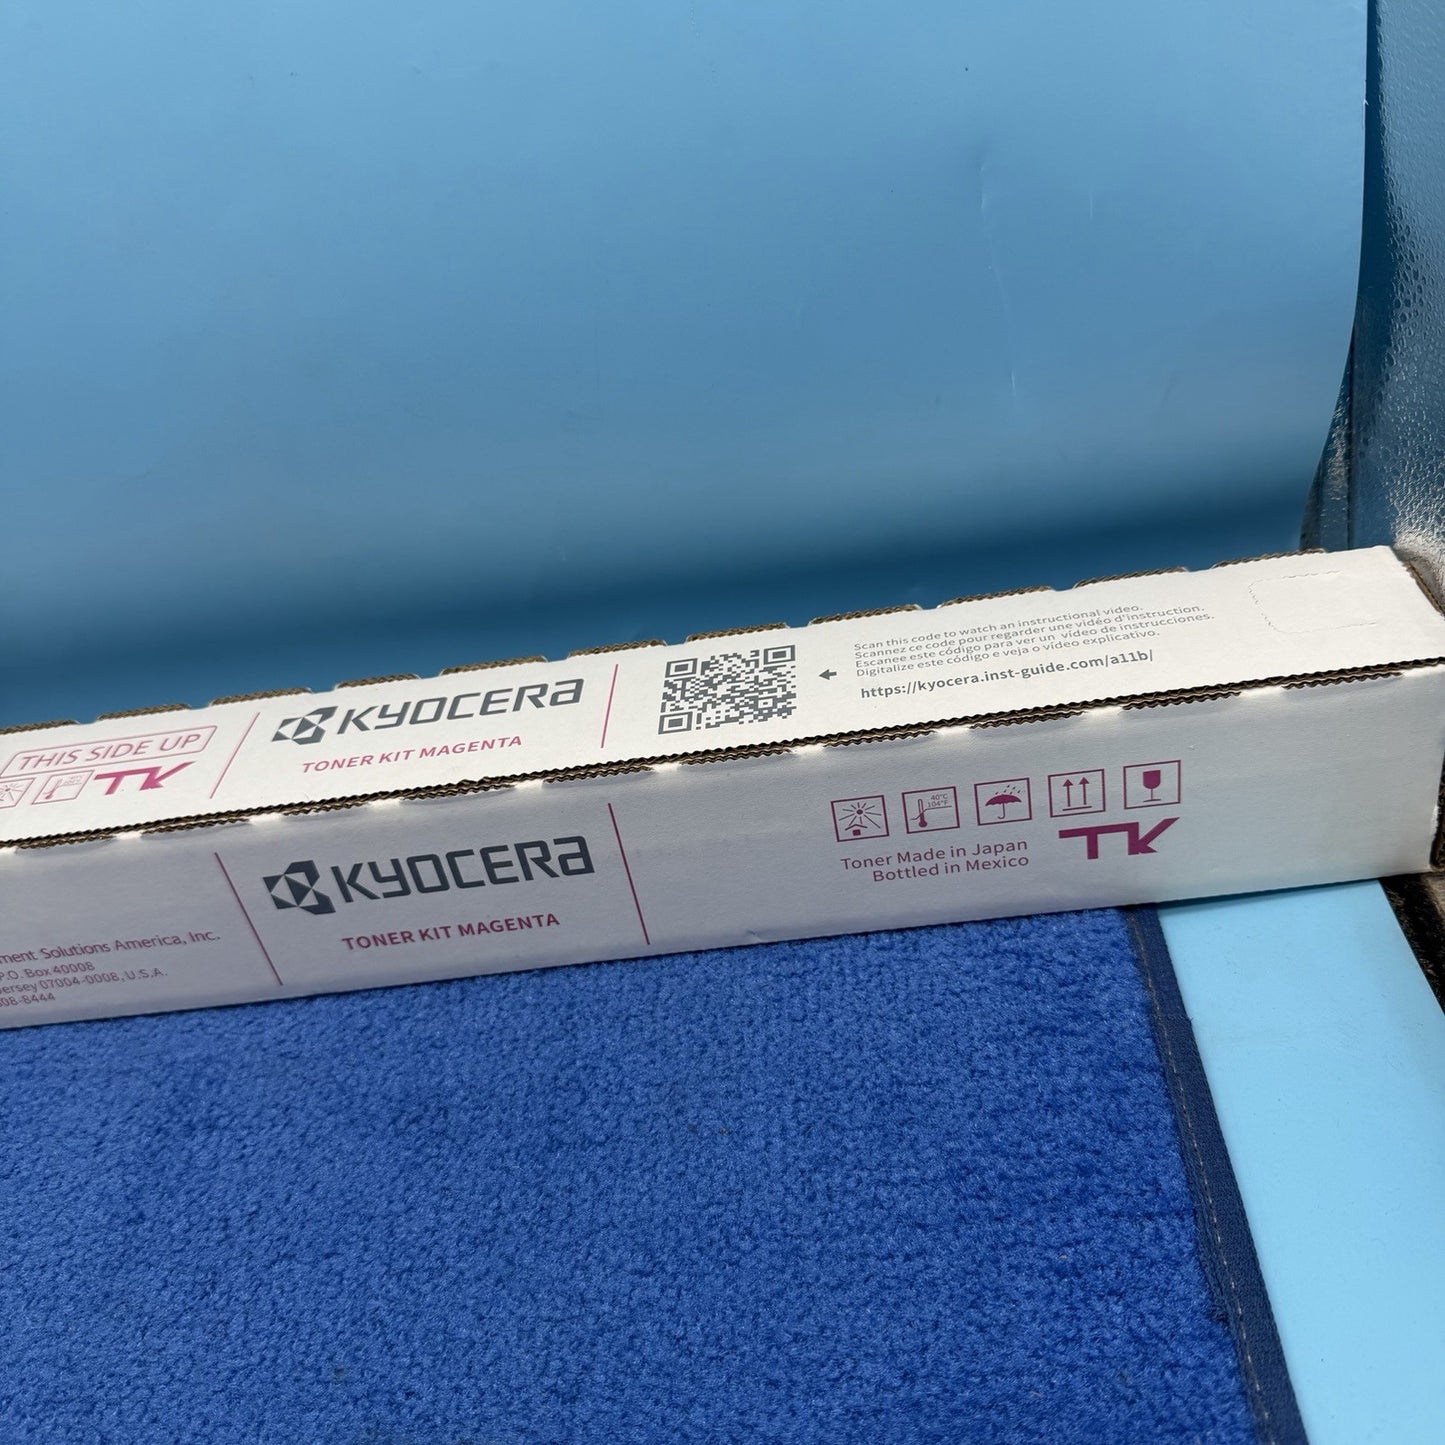 THIS SIDE UP
TK
KYOCERA
TONER KIT MAGENTA
Scan this code to watch an instructional video.
Scannez ce code pour regarder une vidéo d'instruction.
Escanee este código para ver un vídeo de instrucciones.
Digitalize este código e veja o vídeo explicativo.
https://kyocera.inst-guide.com/a11b/
ment Solutions America, Inc.
P.O. Box 40008
ersey 07004-0008, U.S.A.
08-8444
KYOCERA
TONER KIT MAGENTA
40°C
104°F
Toner Made in Japan
Bottled in Mexico
TK